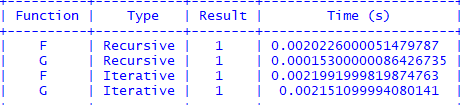 | Function | Type | Result | Time (s) |
| F | Recursive | 1 | 0.0020226000051479787 |
| G | Recursive | 1 | 0.00015300000086426735 |
| F | Iterative | 1 | 0.0021991999819874763 |
| G | Iterative | 1 | 0.002151099994080141 |